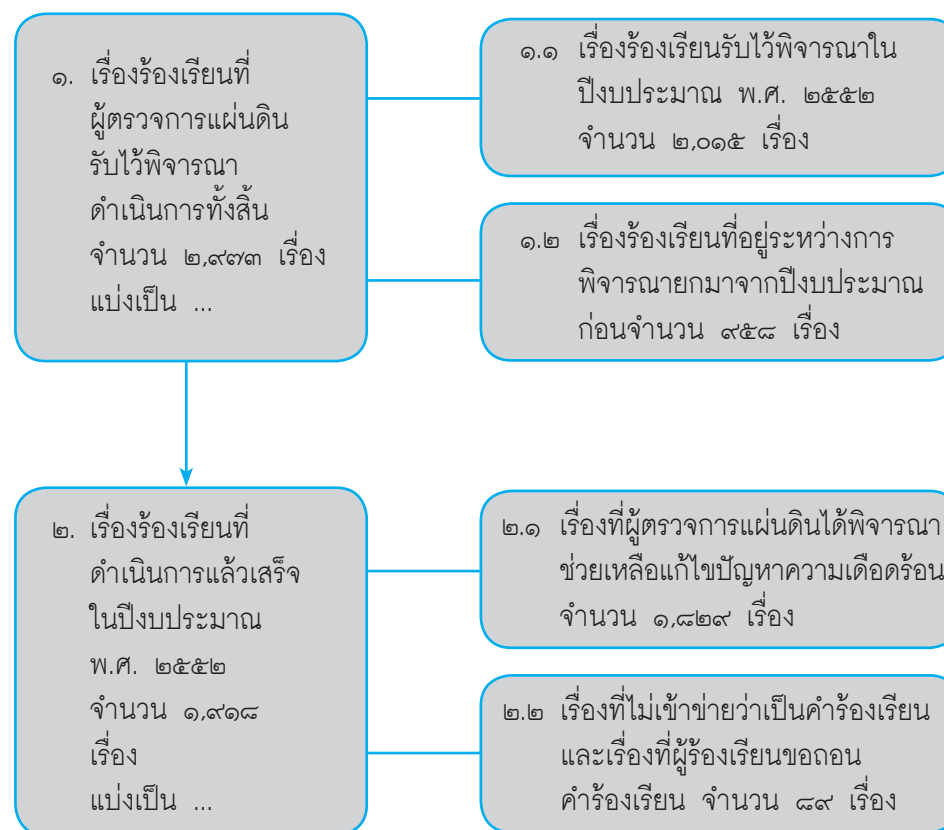 ๑. เรื่องร้องเรียนที่
ผู้ตรวจการแผ่นดิน
รับไว้พิจารณา
ดำเนินการทั้งสิ้น
จำนวน ๒,๙๗๓ เรื่อง
แบ่งเป็น ...
๑.๑ เรื่องร้องเรียนรับไว้พิจารณาใน
ปีงบประมาณ พ.ศ. ๒๕๕๒
จำนวน ๒,๐๑๕ เรื่อง
๑.๒ เรื่องร้องเรียนที่อยู่ระหว่างการ
พิจารณายกมาจากปีงบประมาณ
ก่อนจำนวน ๙๕๘ เรื่อง
๒. เรื่องร้องเรียนที่
ดำเนินการแล้วเสร็จ
ในปีงบประมาณ
พ.ศ. ๒๕๕๒
จำนวน ๑,๙๑๘
เรื่อง
แบ่งเป็น ...
๒.๑ เรื่องที่ผู้ตรวจการแผ่นดินได้พิจารณา
ช่วยเหลือแก้ไขปัญหาความเดือดร้อน
จำนวน ๑,๘๒๙ เรื่อง
๒.๒ เรื่องที่ไม่เข้าข่ายว่าเป็นคำร้องเรียน
และเรื่องที่ผู้ร้องเรียนขอถอน
คำร้องเรียน จำนวน ๘๙ เรื่อง